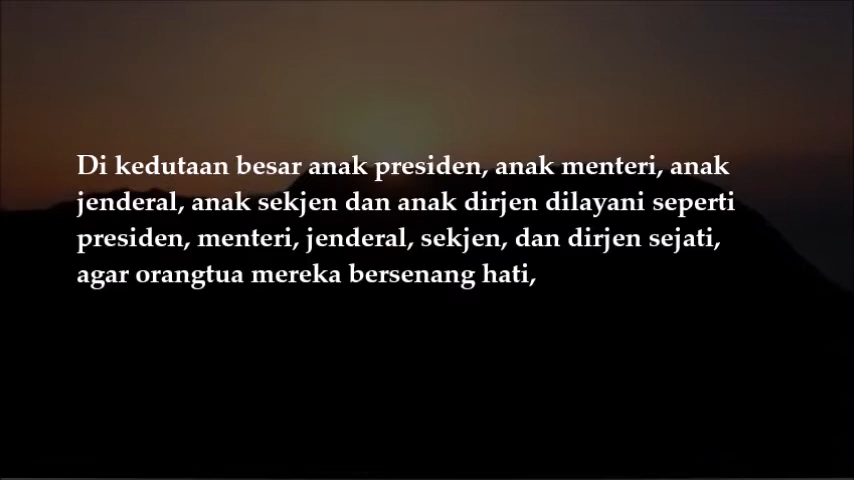 Di kedutaan besar anak presiden, anak menteri, anak
jenderal, anak sekjen dan anak dirjen dilayani seperti
presiden, menteri, jenderal, sekjen, dan dirjen sejati,
agar orangtua mereka bersenang hati,